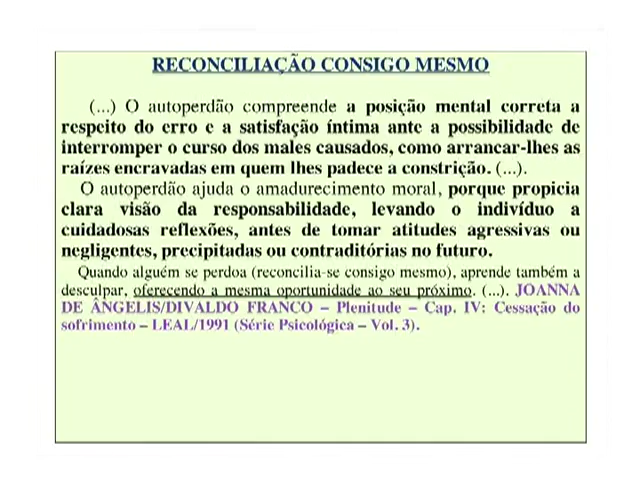 RECONCILIAÇÃO CONSIGO MESMO
(...) O autoperdão compreende a posição mental correta a
respeito do erro e a satisfação íntima ante a possibilidade de
interromper o curso dos males causados, como arrancar-lhes as
raízes encravadas em quem lhes padece a constrição. (...).
O autoperdão ajuda o amadurecimento moral, porque propicia
clara visão da responsabilidade, levando o indivíduo a
cuidadosas reflexões, antes de tomar atitudes agressivas ou
negligentes, precipitadas ou contraditórias no futuro.
Quando alguém se perdoa (reconcilia-se consigo mesmo), aprende também a
desculpar, oferecendo a mesma oportunidade ao seu próximo. (...). JOANNA
DE ÂNGELIS/DIVALDO FRANCO – Plenitude – Cap. IV: Cessação do
sofrimento – LEAL/1991 (Série Psicológica – Vol. 3).